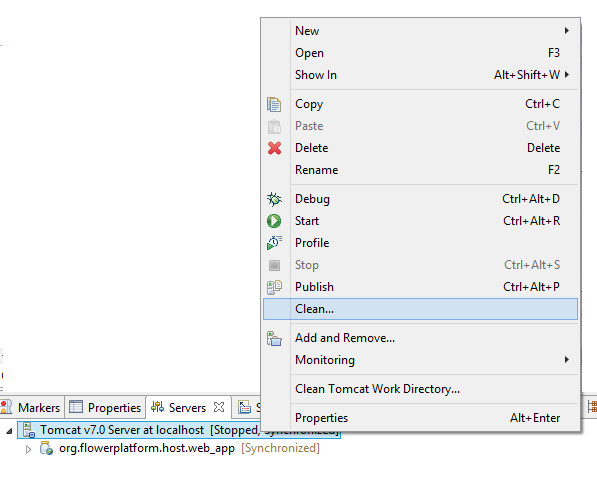 New
Open F3
Show In Alt+Shift+W
Copy Ctrl+C
Paste Ctrl+V
Delete Delete
Rename F2
Debug Ctrl+Alt+D
Start Ctrl+Alt+R
Profile
Stop Ctrl+Alt+S
Publish Ctrl+Alt+P
Clean...
Add and Remove...
Monitoring
Clean Tomcat Work Directory...
Properties Alt+Enter
Markers Properties Servers S
Tomcat v7.0 Server at localhost [Stopped, Synchronized]
org.flowerplatform.host.web_app [Synchronized]